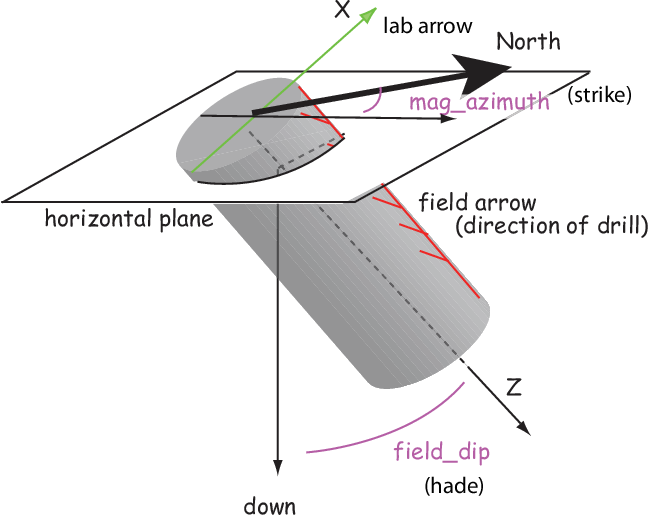 X
lab arrow
North
mag_azimuth
(strike)
horizontal plane
field arrow
(direction of drill)
Z
field_dip
(hade)
down